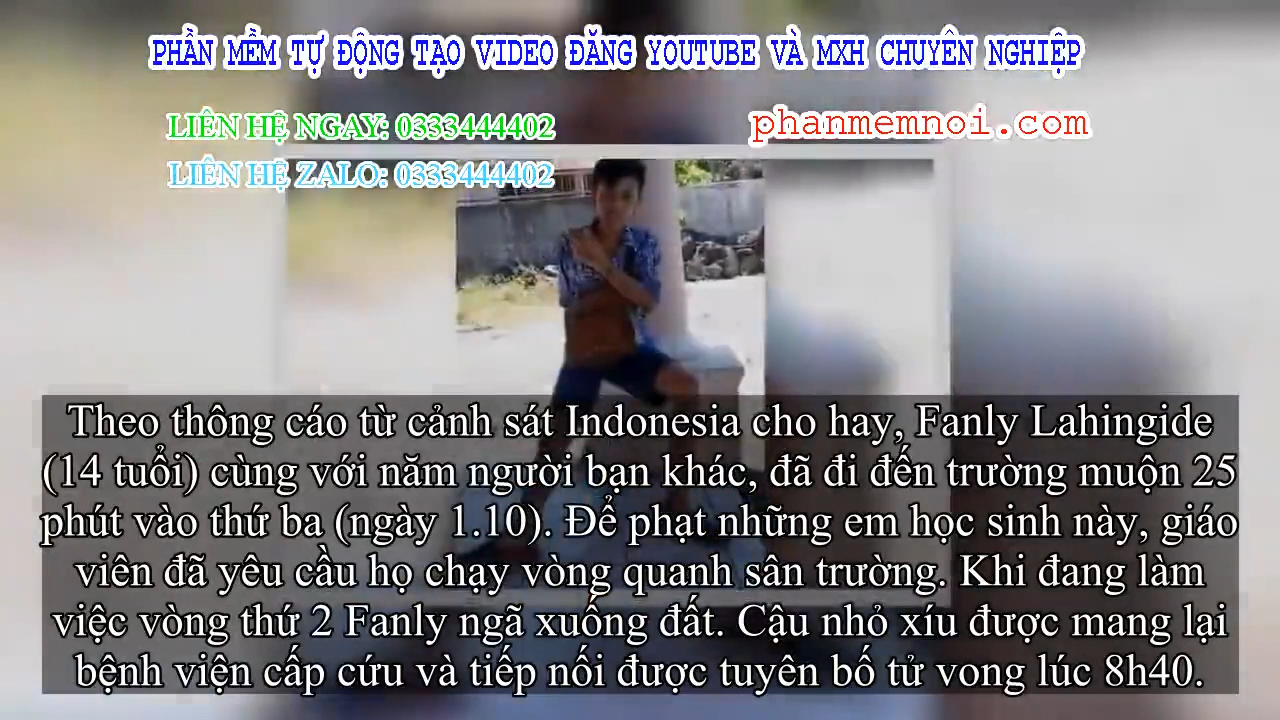 PHẦN MỀM TỰ ĐỘNG TẠO VIDEO ĐĂNG YOUTUBE VÀ MXH CHUYÊN NGHIỆP
LIÊN HỆ NGAY: 0333444402
phanmemnoi.com
LIÊN HỆ ZALO: 0333444402
Theo thông cáo từ cảnh sát Indonesia cho hay, Fanly Lahingide
(14 tuổi) cùng với năm người bạn khác, đã đi đến trường muộn 25
phút vào thứ ba (ngày 1.10). Để phạt những em học sinh này, giáo
viên đã yêu cầu họ chạy vòng quanh sân trường. Khi đang làm
việc vòng thứ 2 Fanly ngã xuống đất. Cậu nhỏ xíu được mang lại
bệnh viện cấp cứu và tiếp nối được tuyên bố tử vong lúc 8h40.